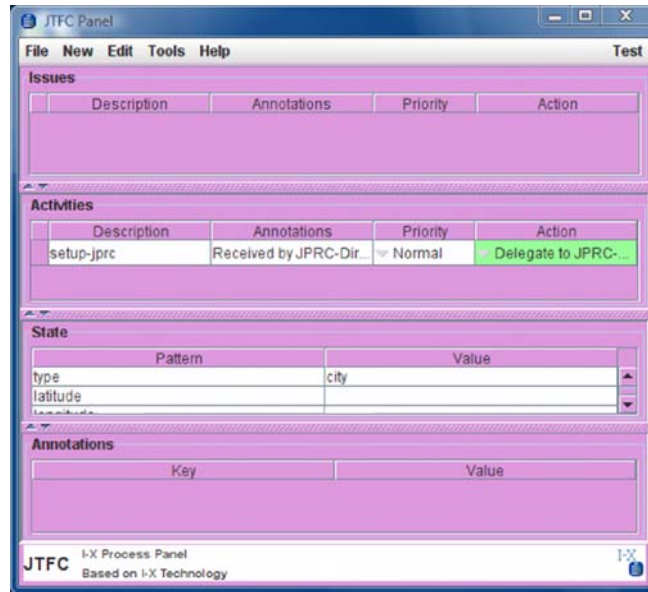 JTFC Panel
File New Edit Tools Help Test
Issues
Description Annotations Priority Action
Activities
Description Annotations Priority Action
setup-jprc Received by JPRC-Dir... Normal Delegate to JPRC-...
State
Pattern Value
type city
latitude
Annotations
Key Value
JTFC
I-X Process Panel
Based on I-X Technology
I-X